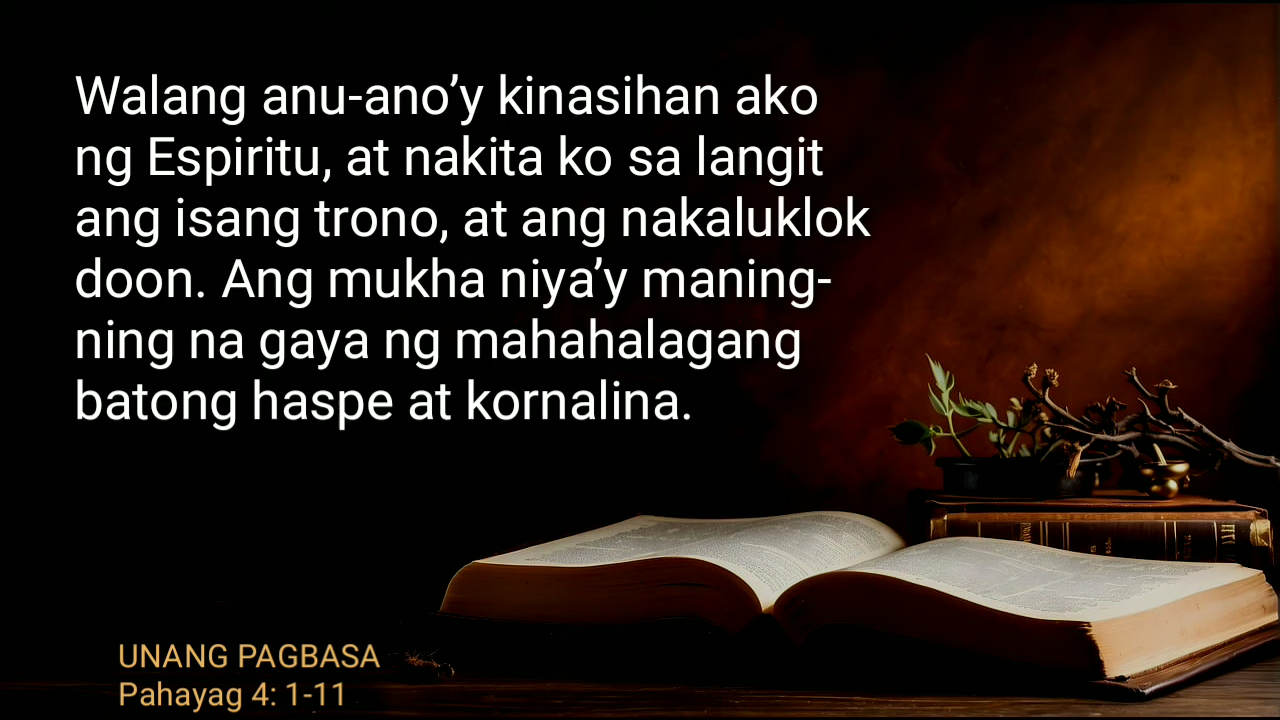 Walang anu-ano’y kinasihan ako
ng Espiritu, at nakita ko sa langit
ang isang trono, at ang nakaluklok
doon. Ang mukha niya’y maning-
ning na gaya ng mahahalagang
batong haspe at kornalina.
UNANG PAGBASA
Pahayag 4: 1-11